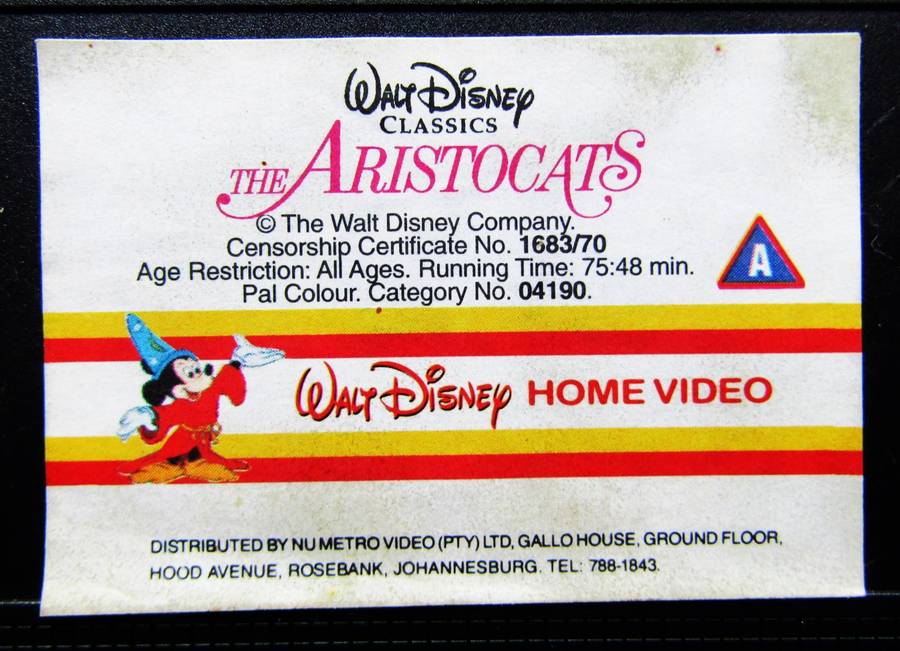 WALT DISNEY
CLASSICS
THE ARISTOCATS
© The Walt Disney Company.
Censorship Certificate No. 1683/70
Age Restriction: All Ages. Running Time: 75:48 min.
Pal Colour. Category No. 04190.
A
WALT DISNEY HOME VIDEO
DISTRIBUTED BY NU METRO VIDEO (PTY) LTD, GALLO HOUSE, GROUND FLOOR,
HOOD AVENUE, ROSEBANK, JOHANNESBURG. TEL: 788-1843.